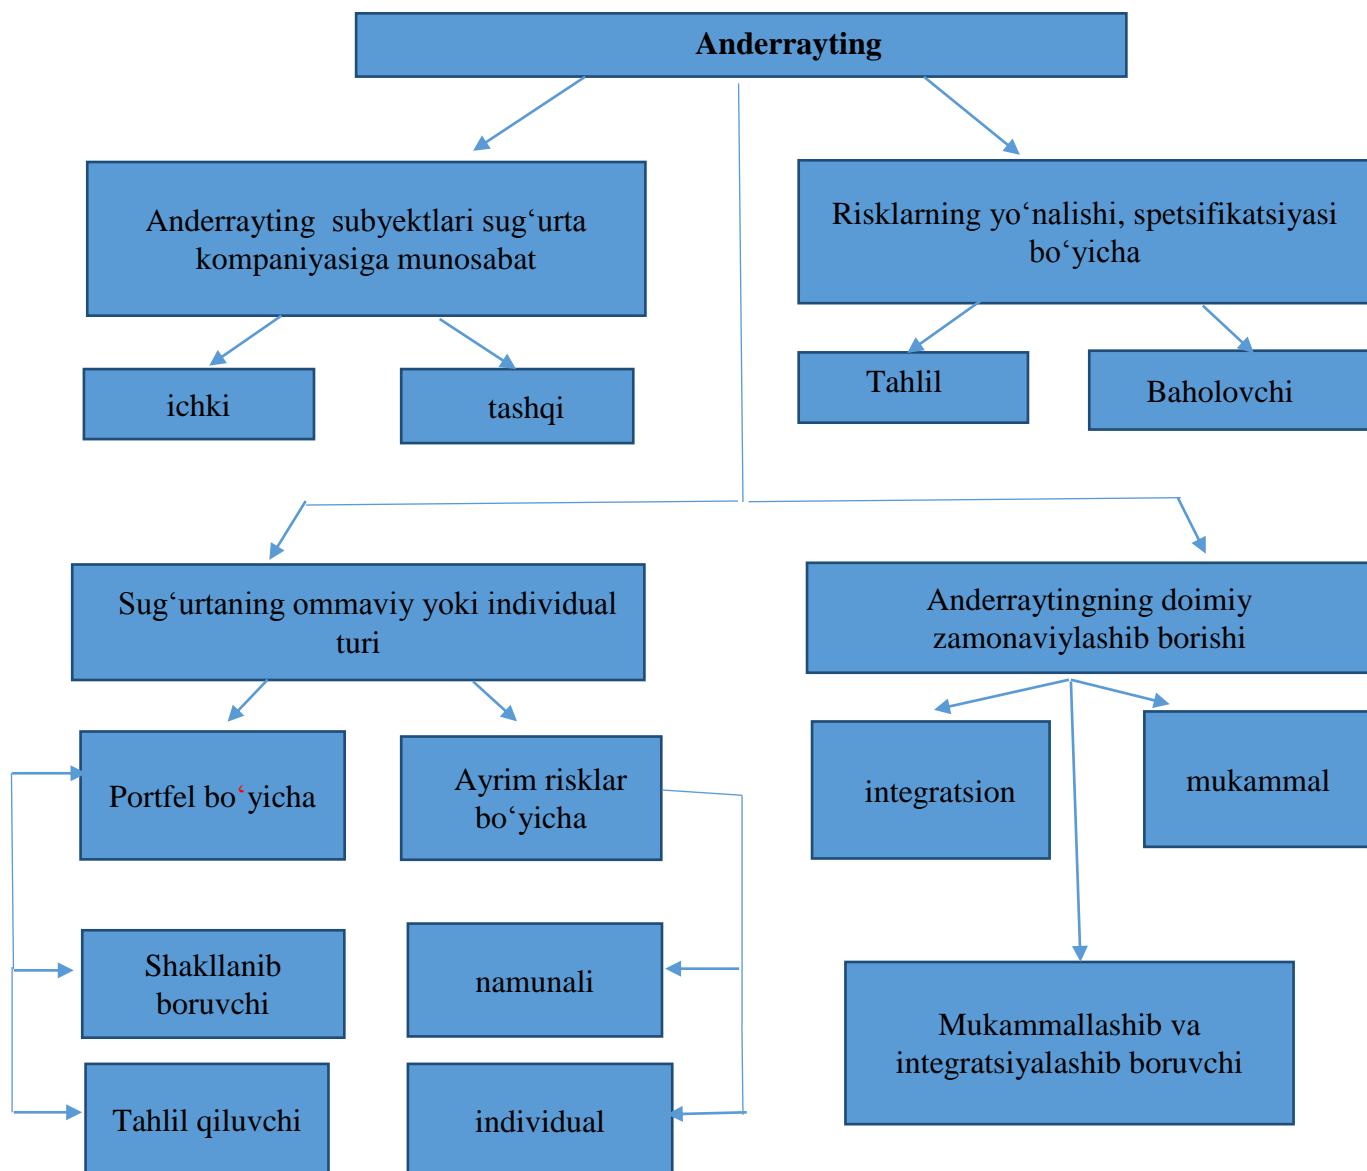 Anderrayting
Anderrayting subyektlari sug‘urta
kompaniyasiga munosabat
Risklarning yo‘nalishi, spetsifikatsiyasi
bo‘yicha
ichki
tashqi
Tahlil
Baholovchi
Sug‘urtaning ommaviy yoki individual
turi
Anderraytingning doimiy
zamonaviylashib borishi
Portfel bo‘yicha
Ayrim risklar
bo‘yicha
integratsion
mukammal
Shakllanib
boruvchi
namunali
Mukammallashib va
integratsiyalashib boruvchi
Tahlil qiluvchi
individual